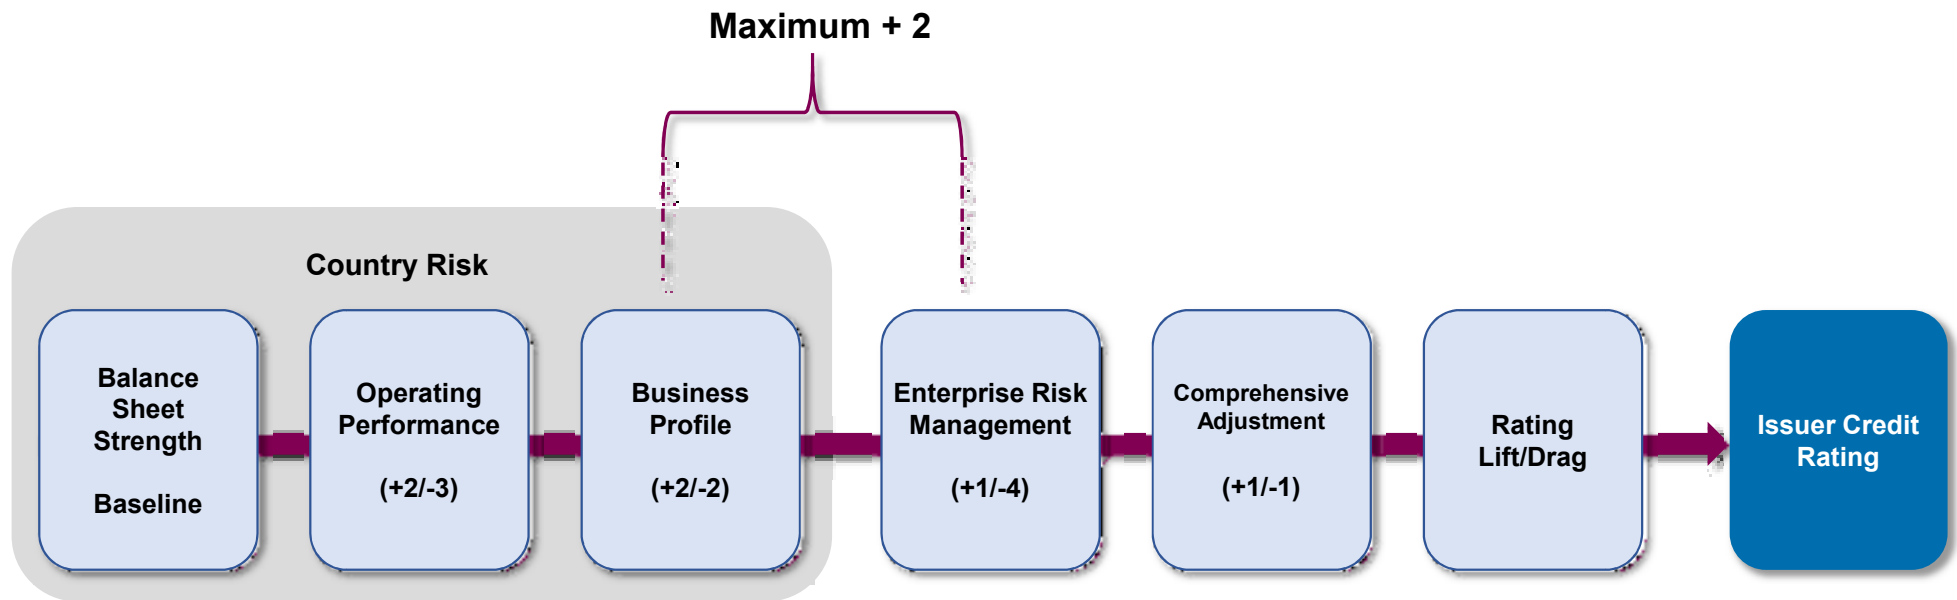 Maximum + 2
Country Risk
Balance
Sheet
Strength
Baseline
Operating
Performance
(+2/-3)
Business
Profile
(+2/-2)
Enterprise Risk
Management
(+1/-4)
Comprehensive
Adjustment
(+1/-1)
Rating
Lift/Drag
Issuer Credit
Rating